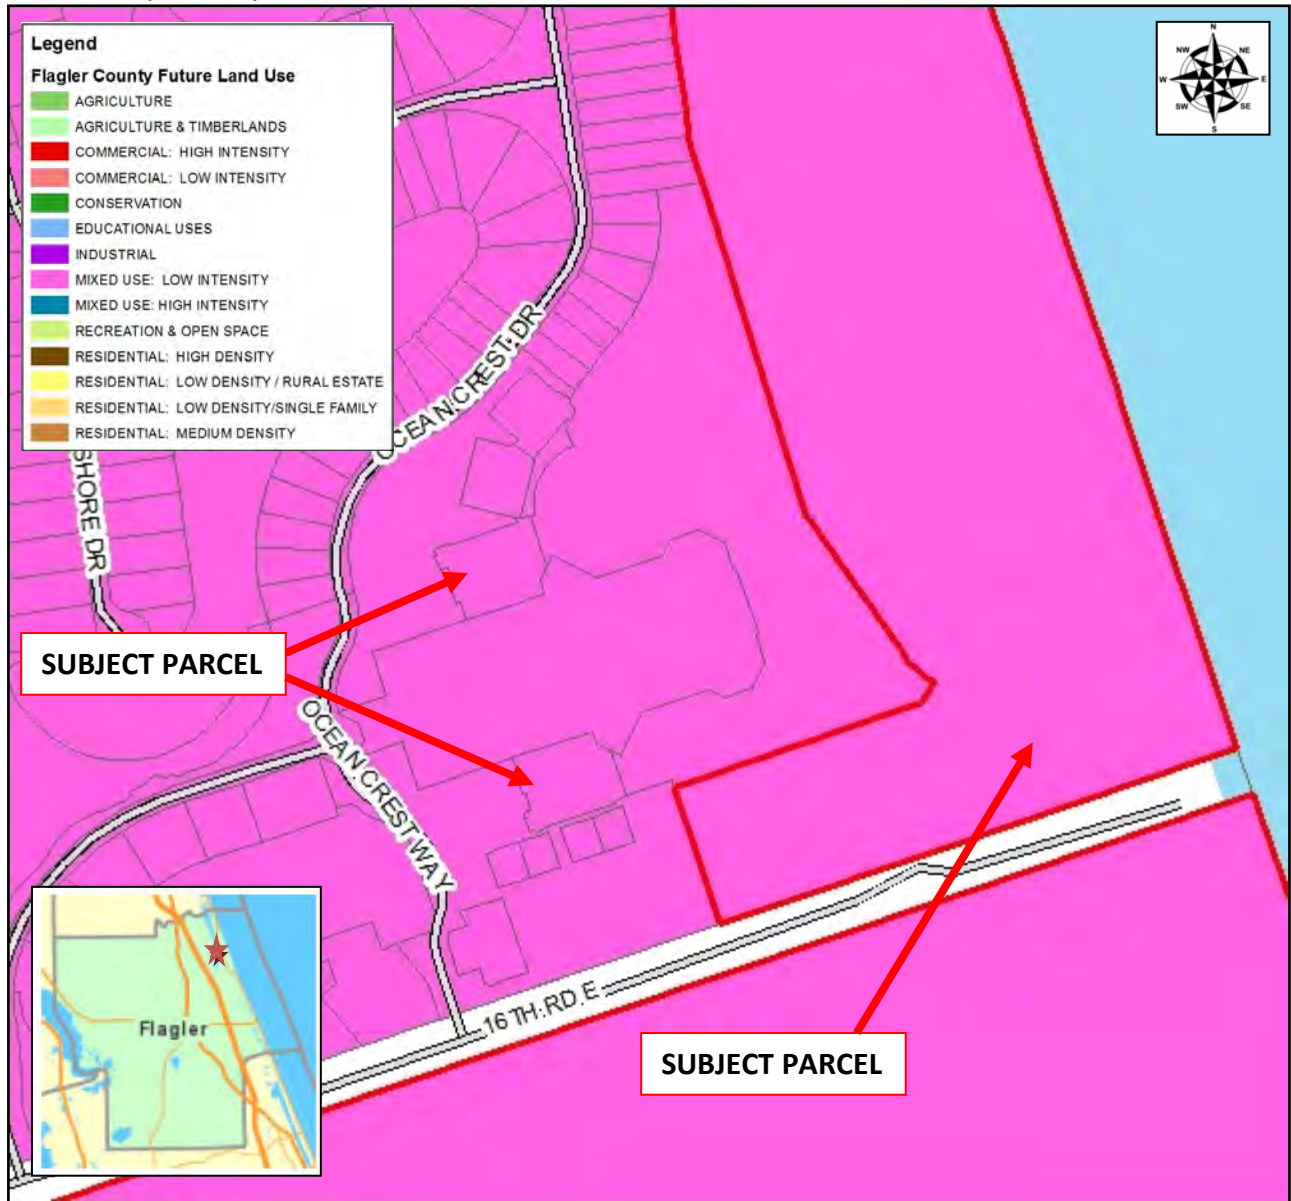 Legend
Flagler County Future Land Use
AGRICULTURE
AGRICULTURE & TIMBERLANDS
COMMERCIAL: HIGH INTENSITY
COMMERCIAL: LOW INTENSITY
CONSERVATION
EDUCATIONAL USES
INDUSTRIAL
MIXED USE: LOW INTENSITY
MIXED USE: HIGH INTENSITY
RECREATION & OPEN SPACE
RESIDENTIAL: HIGH DENSITY
RESIDENTIAL: LOW DENSITY / RURAL ESTATE
RESIDENTIAL: LOW DENSITY/SINGLE FAMILY
RESIDENTIAL: MEDIUM DENSITY
N
NW
NE
W
E
SW
SE
S
OCEAN CREST DR
SHORE DR
SUBJECT PARCEL
OCEAN CREST WAY
16TH RD E
Flagler
SUBJECT PARCEL